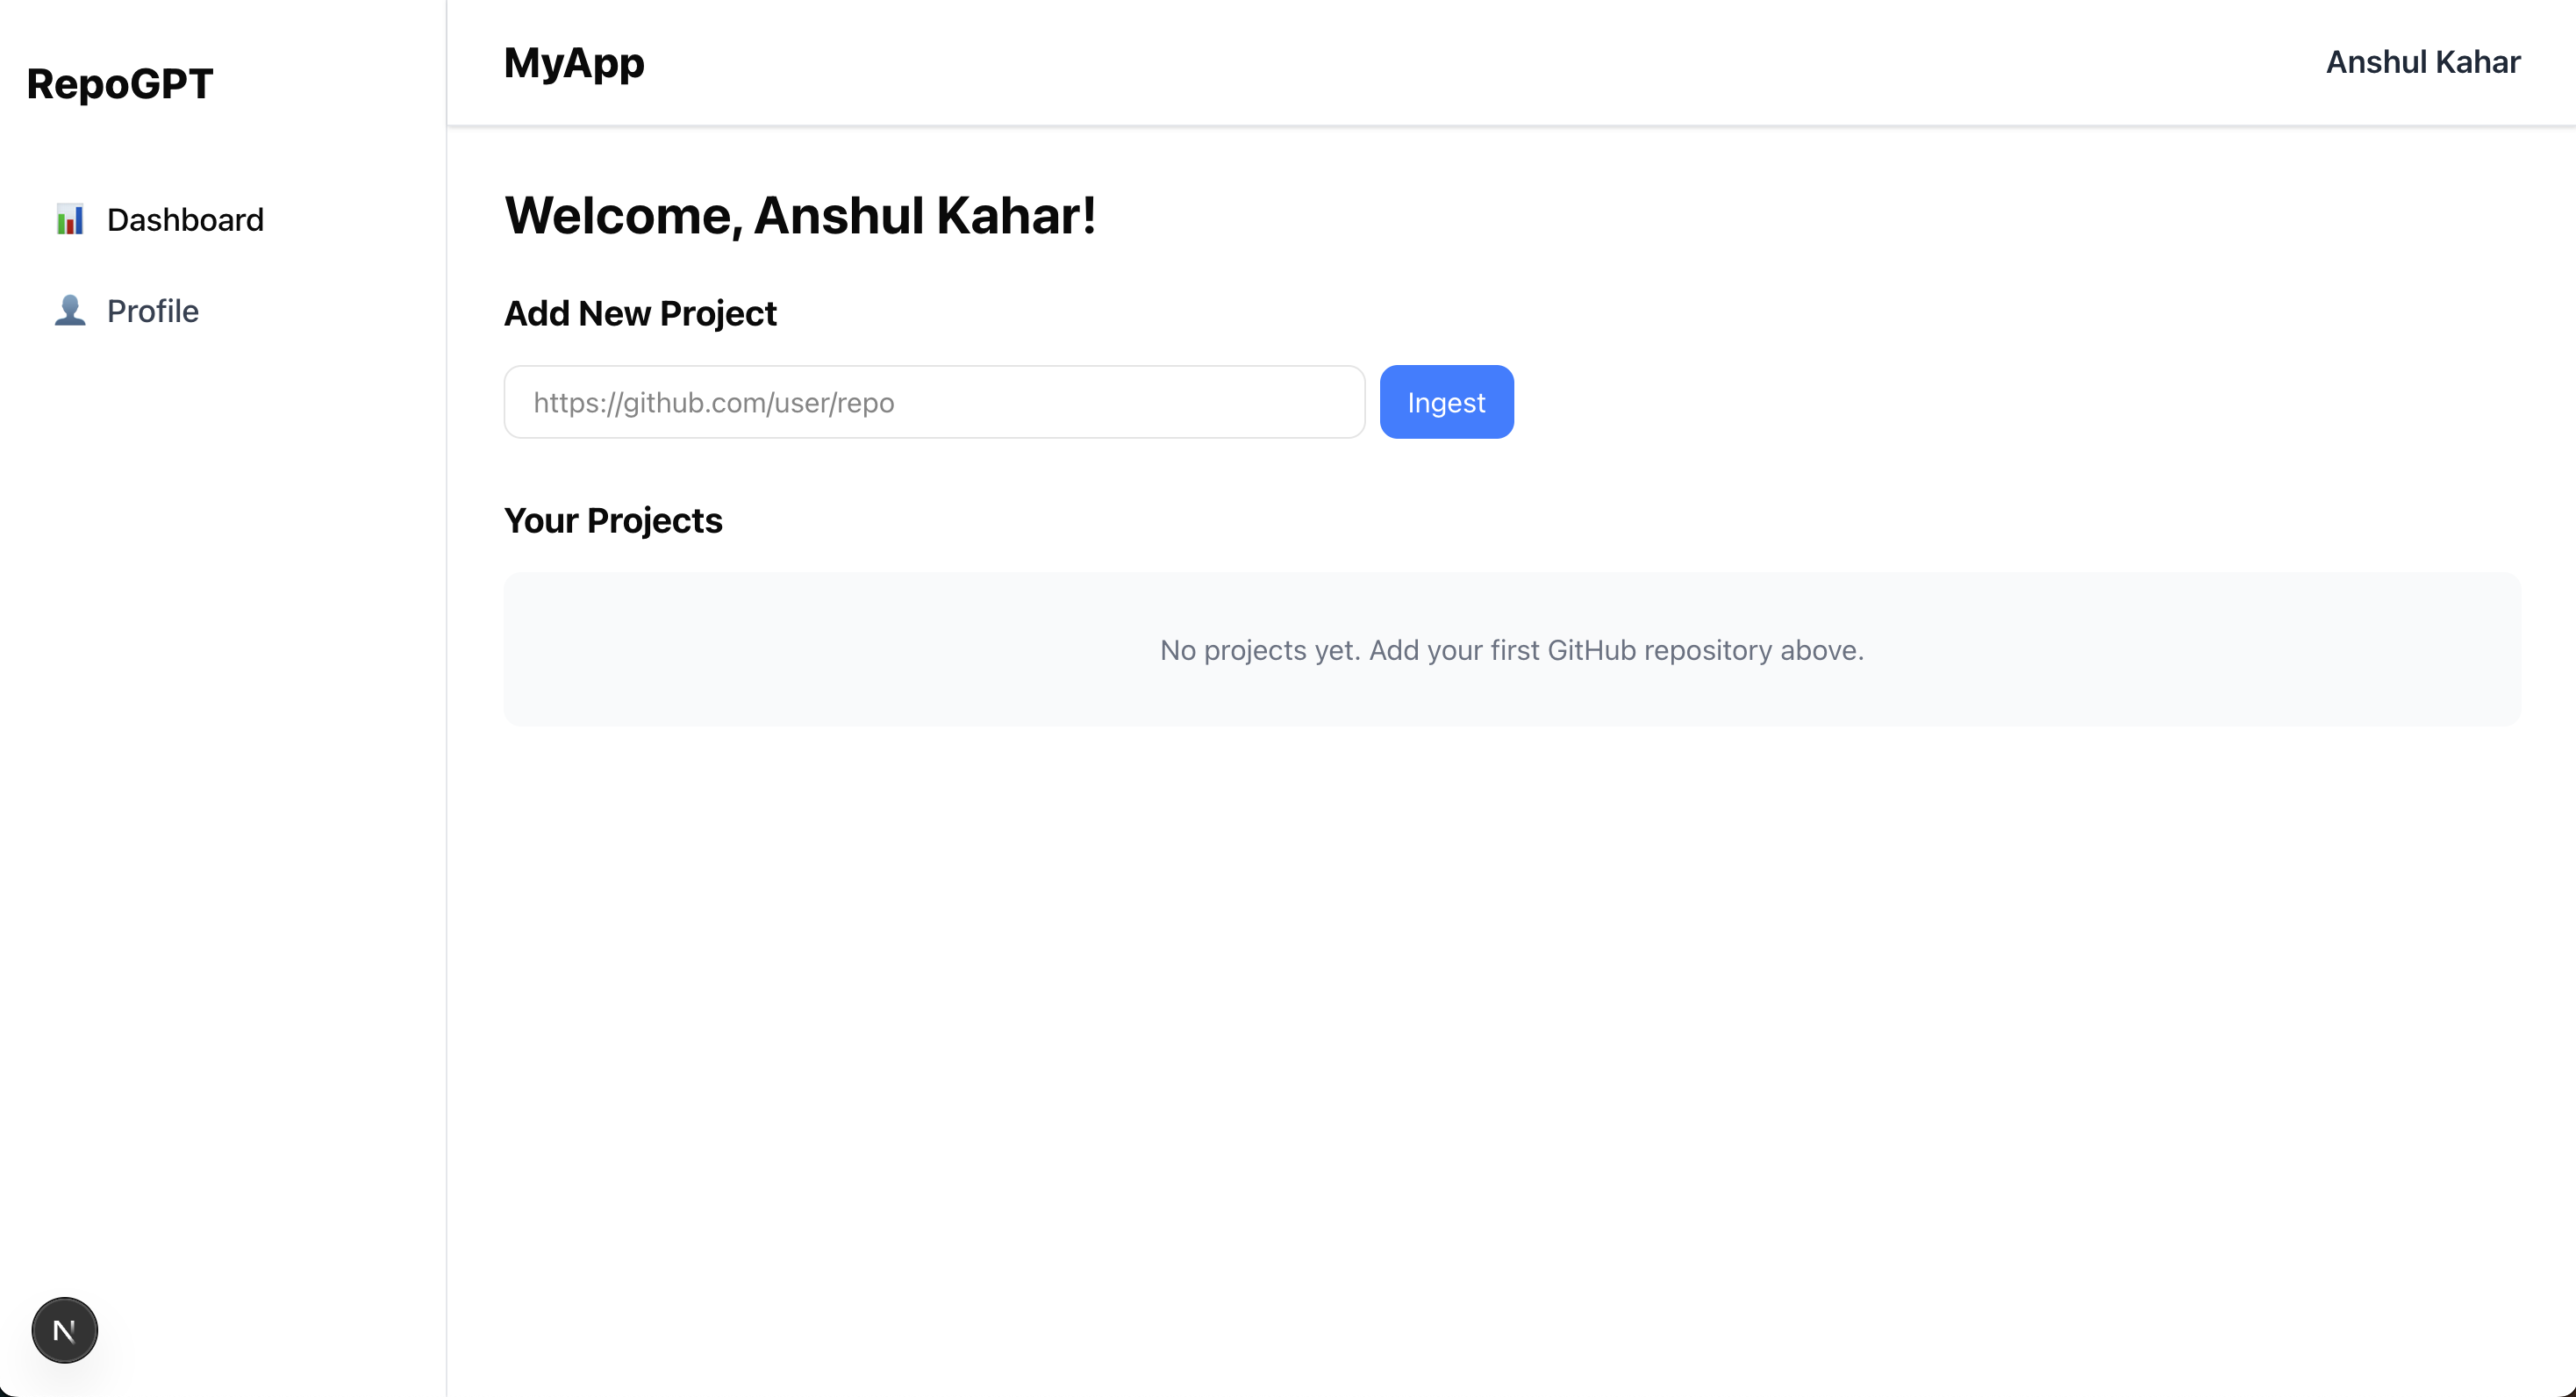 RepoGPT
Dashboard
Profile
MyApp
Anshul Kahar
Welcome, Anshul Kahar!
Add New Project
https://github.com/user/repo
Ingest
Your Projects
No projects yet. Add your first GitHub repository above.
N